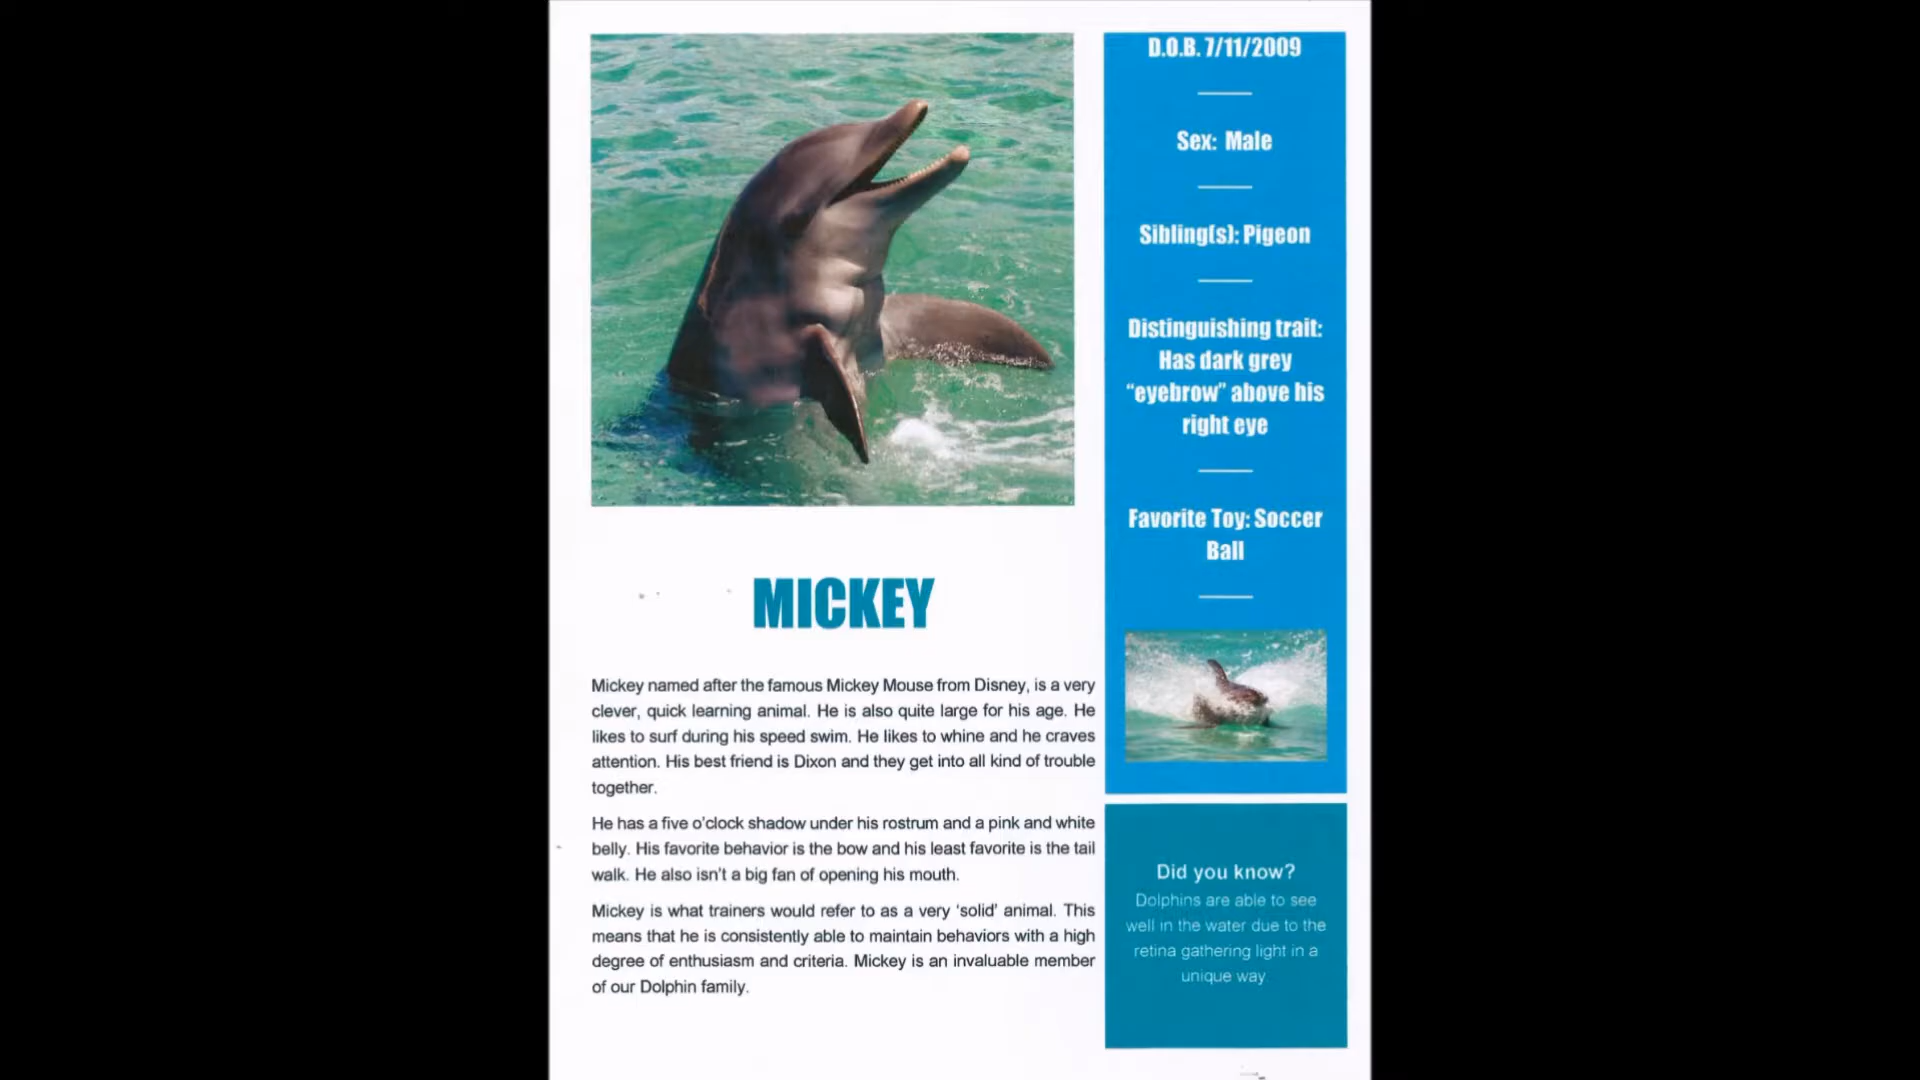 D.O.B. 7/11/2009
Sex: Male
Sibling(s): Pigeon
Distinguishing trait:
Has dark grey
“eyebrow” above his
right eye
Favorite Toy: Soccer
Ball
MICKEY
Mickey named after the famous Mickey Mouse from Disney, is a very
clever, quick learning animal. He is also quite large for his age. He
likes to surf during his speed swim. He likes to whine and he craves
attention. His best friend is Dixon and they get into all kind of trouble
together.
He has a five o’clock shadow under his rostrum and a pink and white
belly. His favorite behavior is the bow and his least favorite is the tail
walk. He also isn’t a big fan of opening his mouth.
Mickey is what trainers would refer to as a very ‘solid’ animal. This
means that he is consistently able to maintain behaviors with a high
degree of enthusiasm and criteria. Mickey is an invaluable member
of our Dolphin family.
Did you know?
Dolphins are able to see
well in the water due to the
retina gathering light in a
unique way